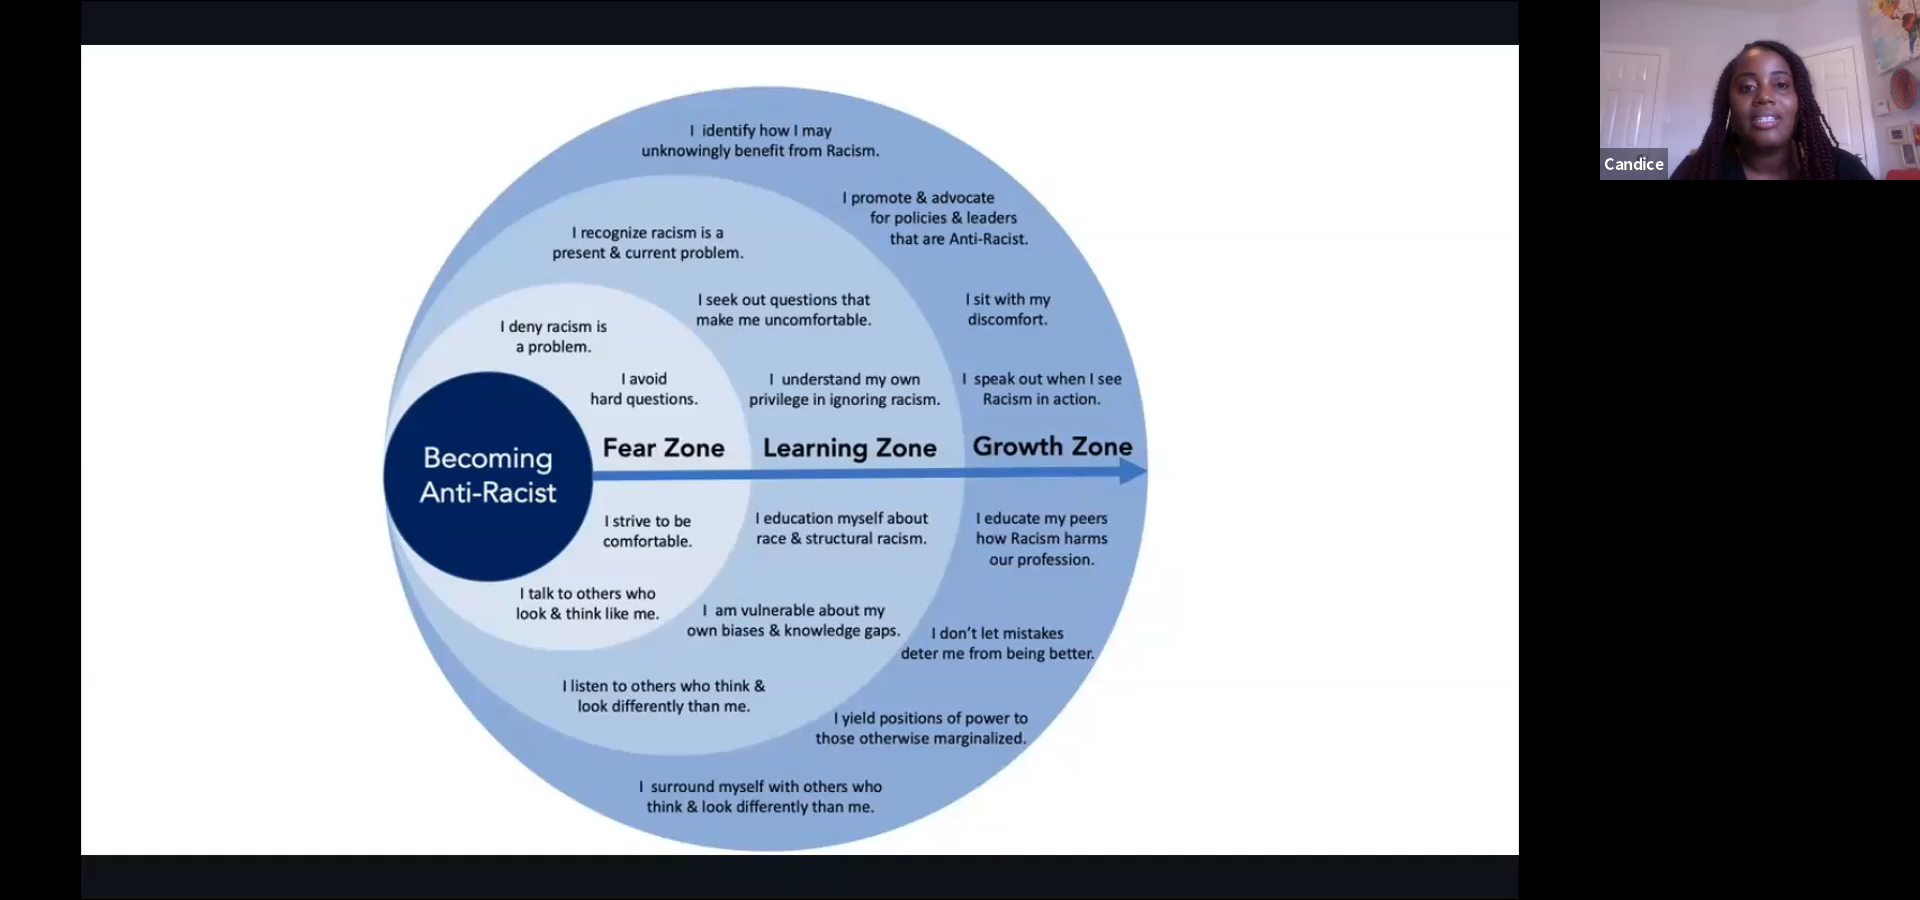 I identify how I may
unknowingly benefit from Racism.
I promote & advocate
for policies & leaders
that are Anti-Racist.
I recognize racism is a
present & current problem.
I seek out questions that
make me uncomfortable.
I sit with my
discomfort.
I deny racism is
a problem.
I avoid
hard questions.
I understand my own
privilege in ignoring racism.
I speak out when I see
Racism in action.
Becoming
Anti-Racist
Fear Zone
Learning Zone
Growth Zone
I strive to be
comfortable.
I education myself about
race & structural racism.
I educate my peers
how Racism harms
our profession.
I talk to others who
look & think like me.
I am vulnerable about my
own biases & knowledge gaps.
I don't let mistakes
deter me from being better.
I listen to others who think &
look differently than me.
I yield positions of power to
those otherwise marginalized.
I surround myself with others who
think & look differently than me.
Candice